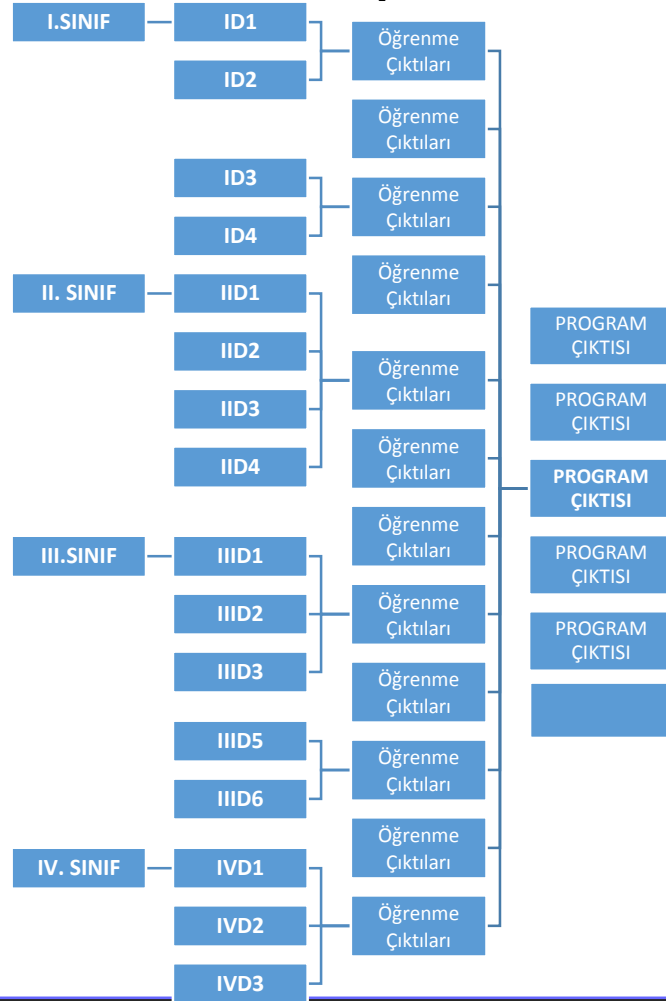 I.SINIF
ID1
ID2
ID3
ID4
II. SINIF
IID1
IID2
IID3
IID4
III.SINIF
IIID1
IIID2
IIID3
IIID5
IIID6
IV. SINIF
IVD1
IVD2
IVD3
Öğrenme
Çıktıları
Öğrenme
Çıktıları
Öğrenme
Çıktıları
Öğrenme
Çıktıları
Öğrenme
Çıktıları
Öğrenme
Çıktıları
Öğrenme
Çıktıları
Öğrenme
Çıktıları
Öğrenme
Çıktıları
Öğrenme
Çıktıları
Öğrenme
Çıktıları
Öğrenme
Çıktıları
PROGRAM
ÇIKTISI
PROGRAM
ÇIKTISI
PROGRAM
ÇIKTISI
PROGRAM
ÇIKTISI
PROGRAM
ÇIKTISI